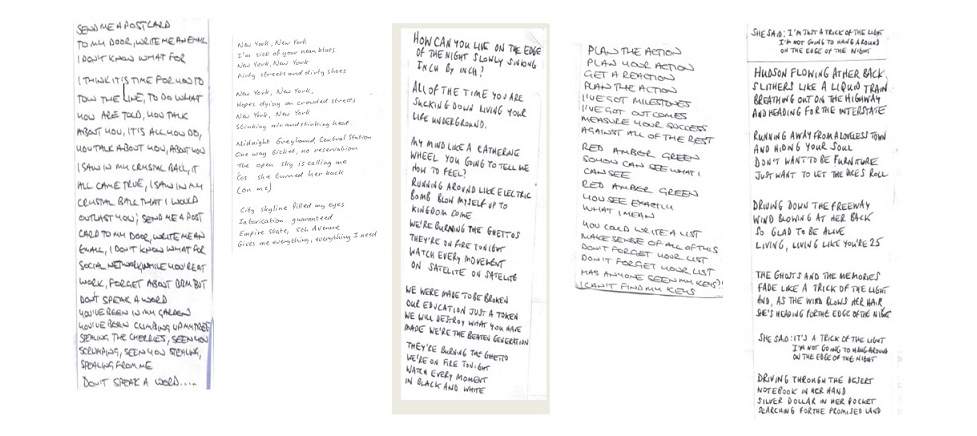 SEND ME A POSTCARD
TO MY DOOR, WRITE ME AN EMAIL
I DON'T KNOW WHAT FOR
I THINK IT'S TIME FOR YOU TO
TOW THE LINE, TO DO WHAT
YOU ARE TOLD, YOU TALK
ABOUT YOU, IT'S ALL YOU DO,
YOU TALK ABOUT YOU, ABOUT YOU
I SAW IN MY CRYSTAL BALL, IT
ALL CAME TRUE, I SAW IN MY
CRYSTAL BALL THAT I WOULD
OUTLAST YOU; SEND ME A POST
CARD TO MY DOOR, WRITE ME AN
EMAIL, I DON'T KNOW WHAT FOR
SOCIAL NETWORK, WHILE YOU'RE AT
WORK, FORGET ABOUT BUT
DON'T SPEAK A WORD
YOU'VE BEEN IN MY GARDEN
YOU'VE BEEN CLIMBING UP MY TREE
STEALING THE CHERRIES, SEEN YOU
SCRUMPING, SEEN YOU STEALING,
STEALING FROM ME
DON'T SPEAK A WORD.....
New York, New York
I'm sick of your mean blues
New York, New York
Dirty streets and dirty shoes
New York, New York,
Hopes dying on crowded streets
New York, New York
Stinking air and stinking heat.
Midnight Greyhound, Central Station
One way ticket, no reservation
The open sky is calling me
Cos she turned her back
(on me)
City skyline filled my eyes
Intoxication guaranteed
Empire State, 5th Avenue
Gives me everything, everything I need
HOW CAN YOU LIVE ON THE EDGE
OF THE NIGHT SLOWLY SINKING
INCH BY INCH?
ALL OF THE TIME YOU ARE
SUCKING DOWN LIVING YOUR
LIFE UNDERGROUND.
MY MIND LIKE A CATHERINE
WHEEL YOU GOING TO TELL ME
HOW TO FEEL?
RUNNING AROUND LIKE ELECTRIC
BOMB BLOW MYSELF UP TO
KINGDOM COME
WE'RE BURNING THE GHETTOS
THEY'RE ON FIRE TONIGHT
WATCH EVERY MOVEMENT
ON SATELITE ON SATELITE
WE WERE MADE TO BE BROKEN
OUR EDUCATION JUST A TOKEN
WE WILL DESTROY WHAT YOU HAVE
MADE WE'RE THE BEATEN GENERATION
THEY'RE BURNING THE GHETTO
WE'RE ON FIRE TONIGHT
WATCH EVERY MOMENT
IN BLACK AND WHITE
PLAN THE ACTION
PLAN YOUR ACTION
GET A REACTION
PLAN THE ACTION
I'VE GOT MILESTONES
I'VE GOT OUTCOMES
MEASURE YOUR SUCCESS
AGAINST ALL OF THE REST
RED AMBER GREEN
SO YOU CAN SEE WHAT I
CAN SEE
RED AMBER GREEN
YOU SEE EXACTLY
WHAT I MEAN
YOU COULD WRITE A LIST
MAKE SENSE OF ALL OF THIS
DON'T FORGET YOUR LIST
DON'T FORGET YOUR LIST
HAS ANYONE SEEN MY KEYS?!
I CAN'T FIND MY KEYS
SHE SAID: I'M JUST A TRICK OF THE LIGHT
I'M NOT GOING TO HANG AROUND
ON THE EDGE OF THE NIGHT
HUDSON FLOWING AT HER BACK
SLITHERS LIKE A LIQUID TRAIN
BREATHING OUT ON THE HIGHWAY
AND HEADING FOR THE INTERSTATE
RUNNING AWAY FROM A LOVELESS TOWN
AND HIDING YOUR SOUL
DON'T WANT TO BE FURNITURE
JUST WANT TO LET THE DICES ROLL
DRIVING DOWN THE FREEWAY
WIND BLOWING AT HER BACK
SO GLAD TO BE ALIVE
LIVING, LIVING LIKE YOU'RE 25
THE GHOSTS AND THE MEMORIES
FADE LIKE A TRICK OF THE LIGHT
AND, AS THE WIND BLOWS HER HAIR
SHE'S HEADING FOR THE EDGE OF THE NIGHT
SHE SAID: IT'S A TRICK OF THE LIGHT
I'M NOT GOING TO HANG AROUND
ON THE EDGE OF THE NIGHT
DRIVING THROUGH THE DESERT
NOTEBOOK IN HER HAND
SILVER DOLLAR IN HER POCKET
SEARCHING FOR THE PROMISED LAND